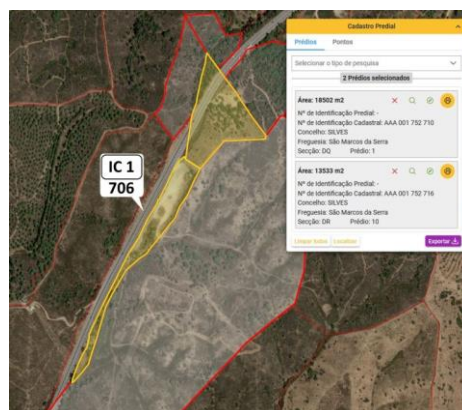 Cadastro Predial
Prédios Pontos
Selecionar o tipo de pesquisa
2 Prédios selecionados
Área: 18502 m2
Nº de Identificação Predial: -
Nº de Identificação Cadastral: AAA 001 752 710
Concelho: SILVES
Freguesia: São Marcos da Serra
Secção: DQ Prédio: 1
Área: 13533 m2
Nº de Identificação Predial: -
Nº de Identificação Cadastral: AAA 001 752 716
Concelho: SILVES
Freguesia: São Marcos da Serra
Secção: DR Prédio: 10
Limpar todos Localizar Exportar
IC 1
706